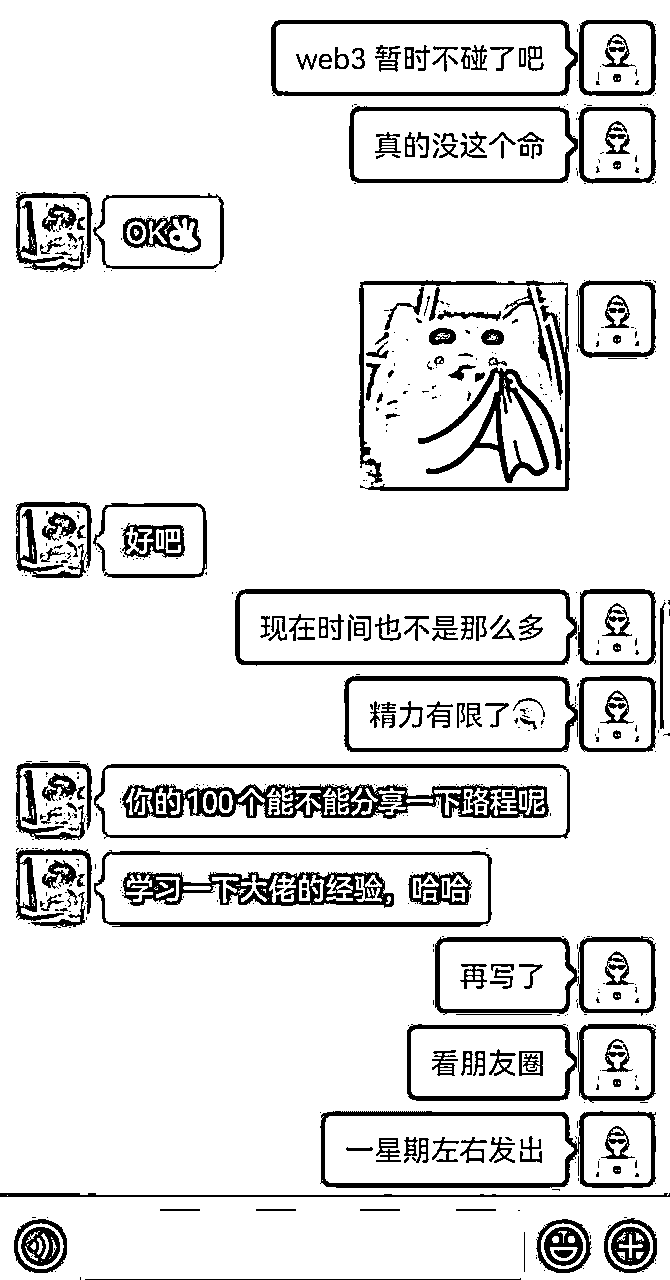 web3 暂时不碰了吧
真的没这个命
OK👌
好吧
现在时间也不是那么多
精力有限了
你的100个能不能分享一下路程呢
学习一下大佬的经验，哈哈
再写了
看朋友圈
一星期左右发出